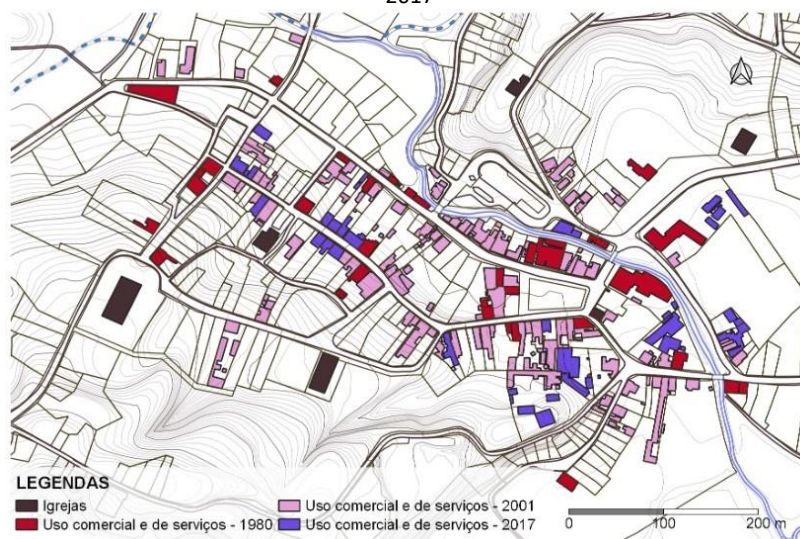 2017
LEGENDAS
Igrejas
Uso comercial e de serviços - 2001
Uso comercial e de serviços - 1980
Uso comercial e de serviços - 2017
0 100 200 m